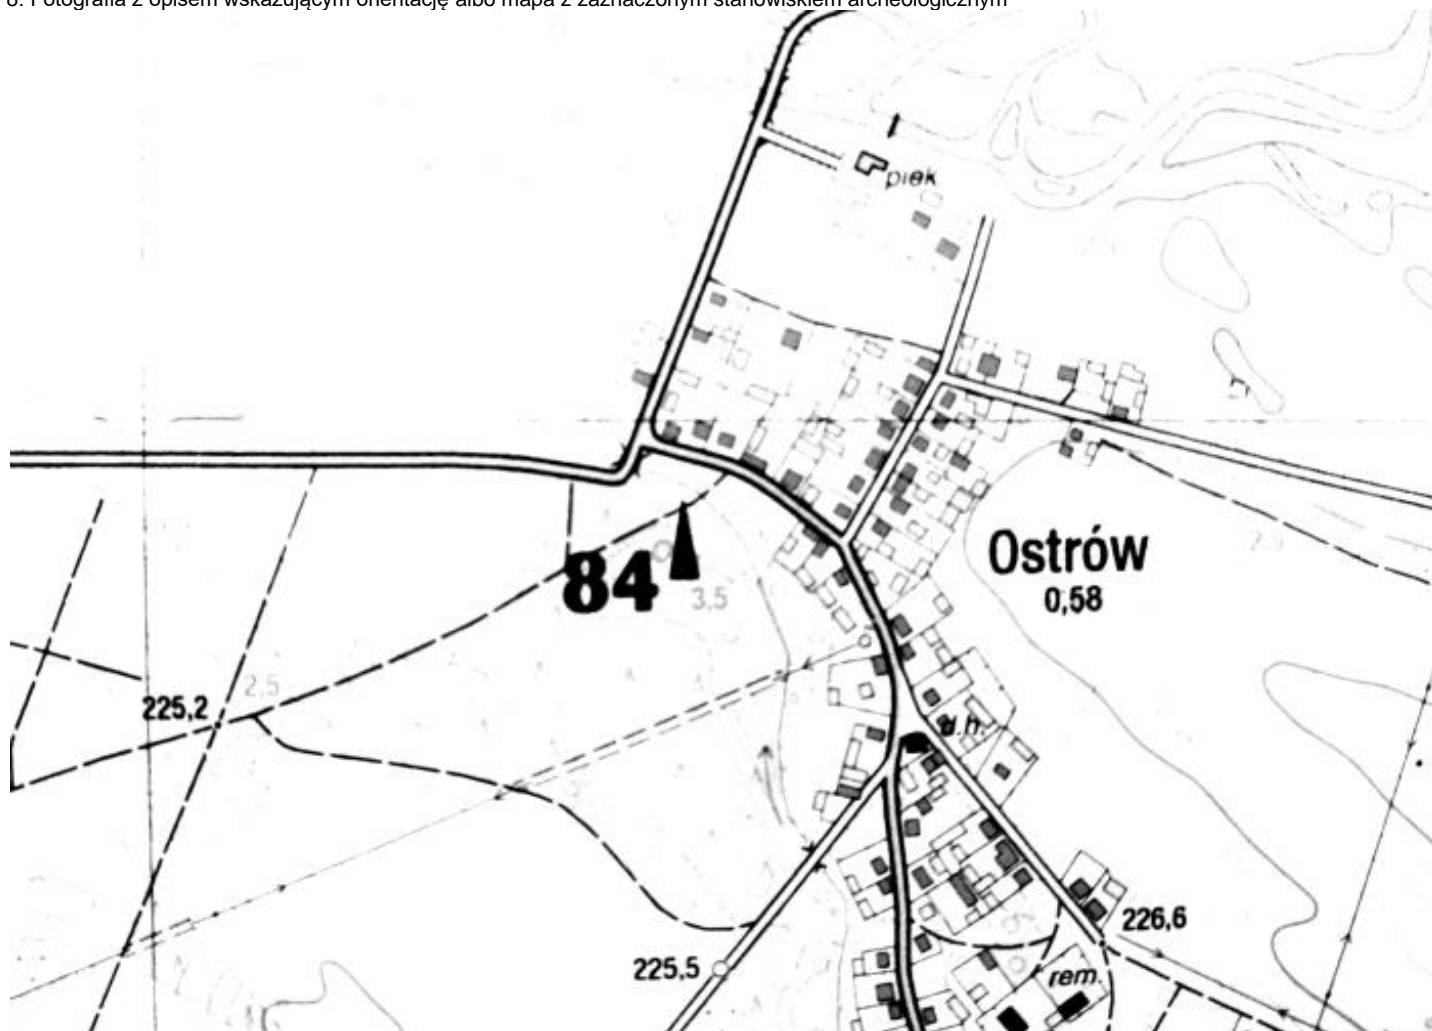 8. Fotografia z opisem wskazującym orientację albo mapa z zaznaczonym stanowiskiem archeologicznym
piek
Ostrów
0,58
84
3,5
2,5
225,2
d.h.
226,6
225,5
rem.